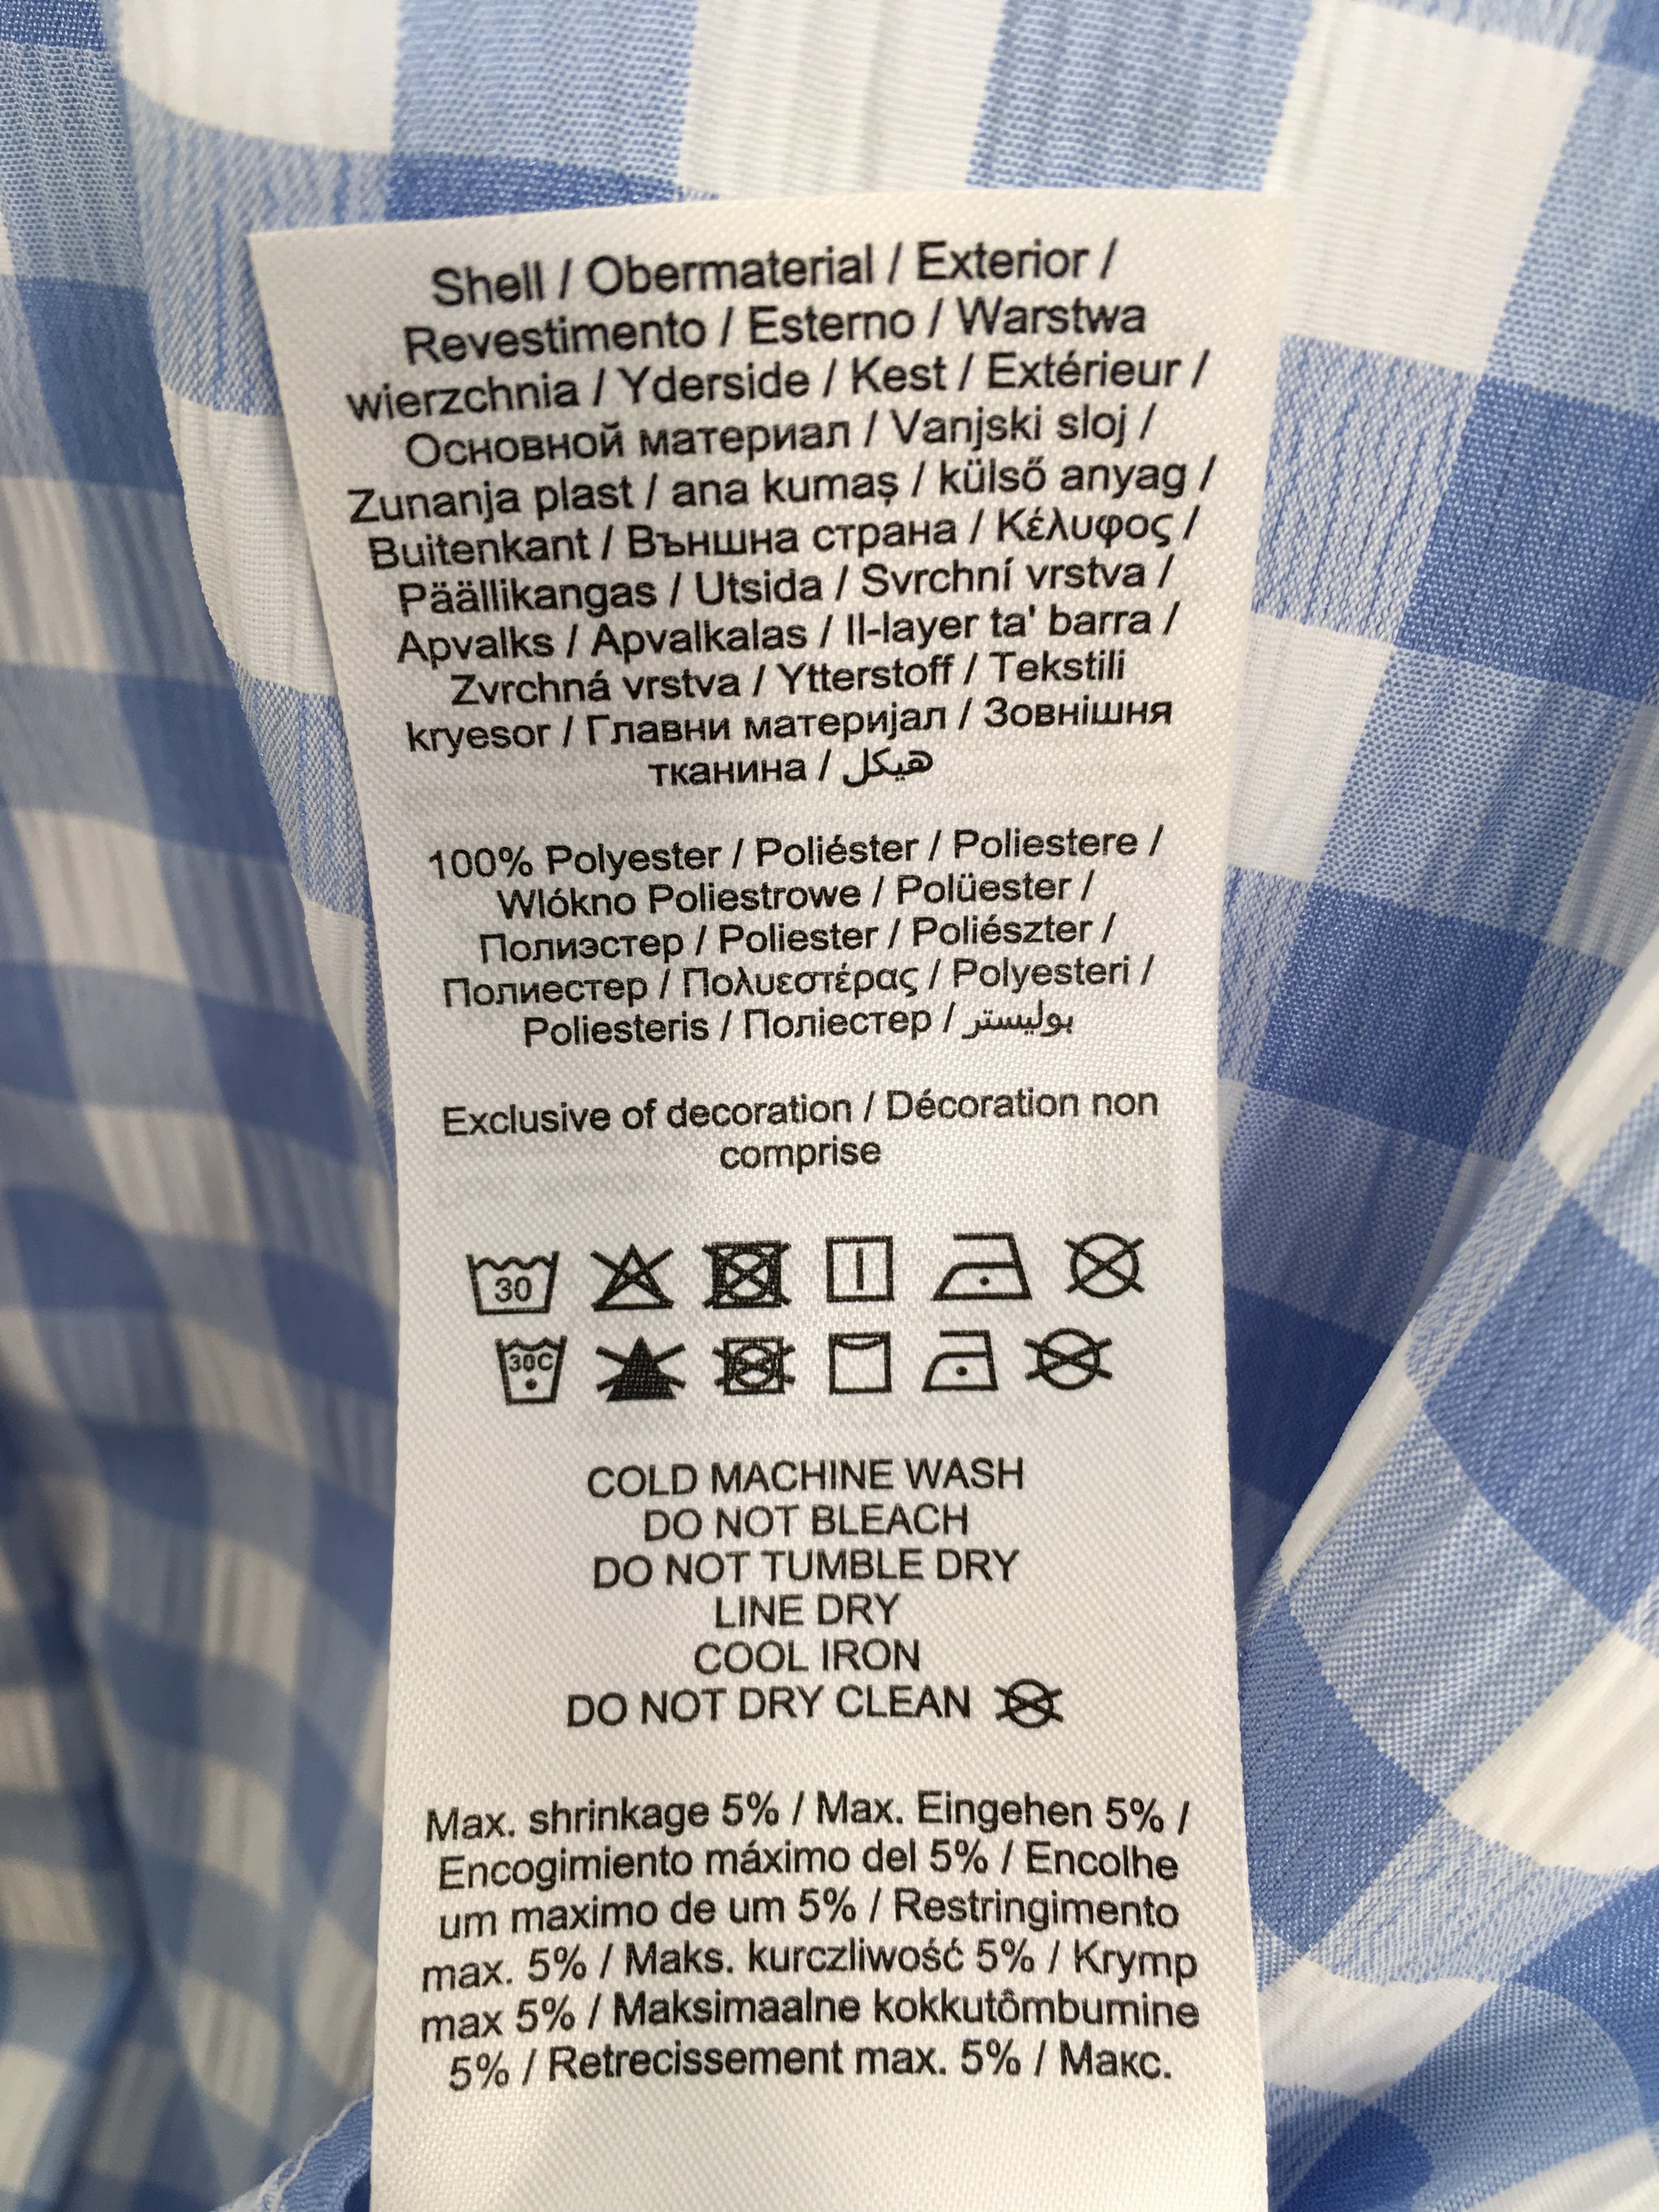 Shell / Obermaterial / Exterior /
Revestimento / Esterno / Warstwa
wierzchnia / Yderside / Kest / Extérieur /
Основной материал / Vanjski sloj /
Zunanja plast / ana kumaş / külső anyag /
Buitenkant / Външна страна / Κέλυφος /
Päällikangas / Utsida / Svrchní vrstva /
Apvalks / Apvalkalas / Il-layer ta' barra /
Zvrchná vrstva / Ytterstoff / Tekstili
kryesor / Главни материјал / Зовнішня
тканина / هيكل
100% Polyester / Poliéster / Poliestere /
Wlókno Poliestrowe / Polüester /
Полиэстер / Poliester / Poliészter /
Полиестер / Πολυεστέρας / Polyesteri /
Poliesteris / Поліестер / بوليستر
Exclusive of decoration / Décoration non
comprise
30
30C
COLD MACHINE WASH
DO NOT BLEACH
DO NOT TUMBLE DRY
LINE DRY
COOL IRON
DO NOT DRY CLEAN
Max. shrinkage 5% / Max. Eingehen 5% /
Encogimiento máximo del 5% / Encolhe
um maximo de um 5% / Restringimento
max. 5% / Maks. kurczliwość 5% / Krymp
max 5% / Maksimaalne kokkutômbumine
5% / Retrecissement max. 5% / Макс.